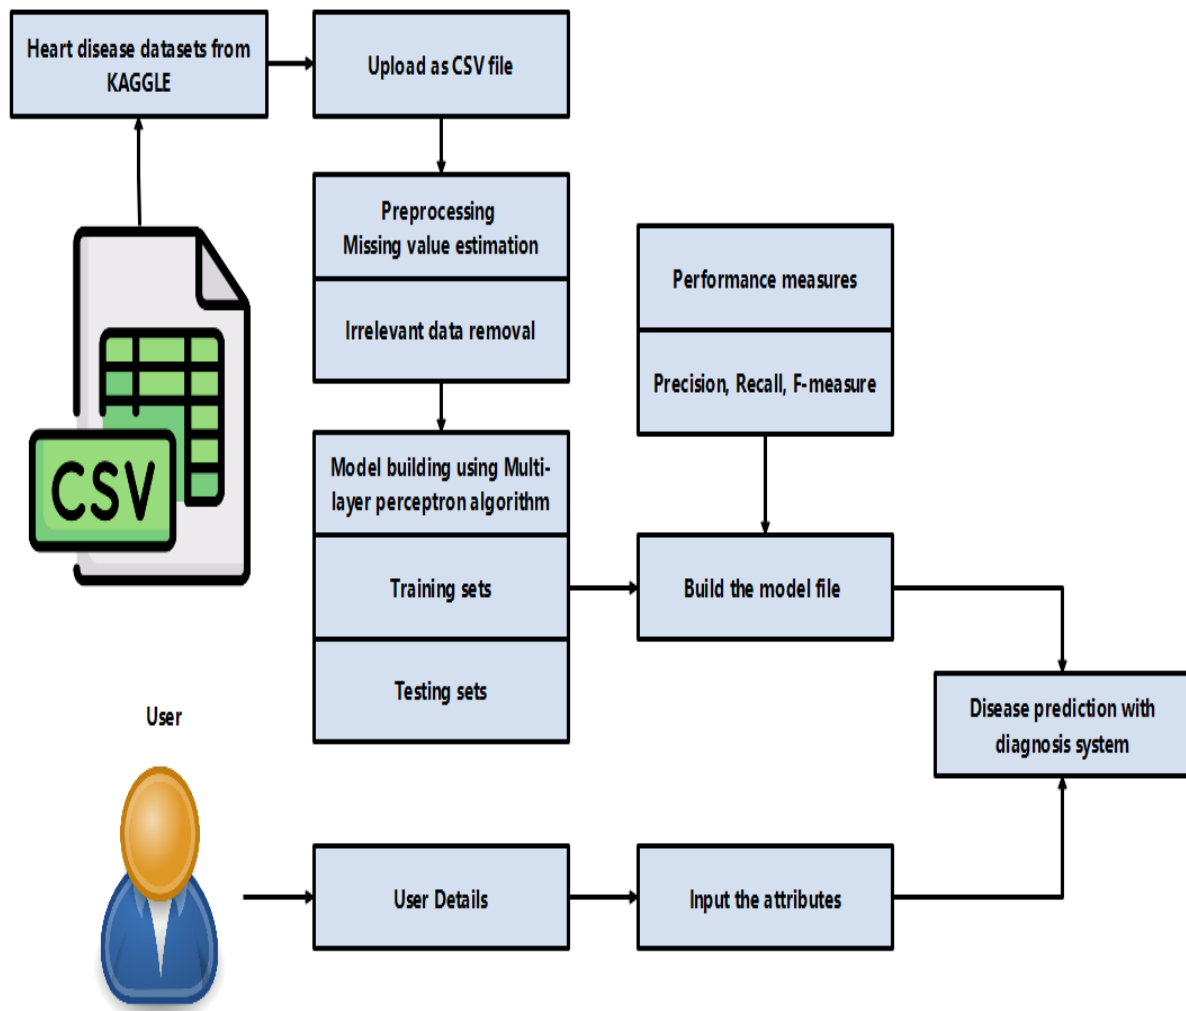 Heart disease datasets from
KAGGLE
Upload as CSV file
Preprocessing
Missing value estimation
Irrelevant data removal
Performance measures
Precision, Recall, F-measure
CSV
Model building using Multi-
layer perceptron algorithm
Training sets
Testing sets
Build the model file
Disease prediction with
diagnosis system
User
User Details
Input the attributes